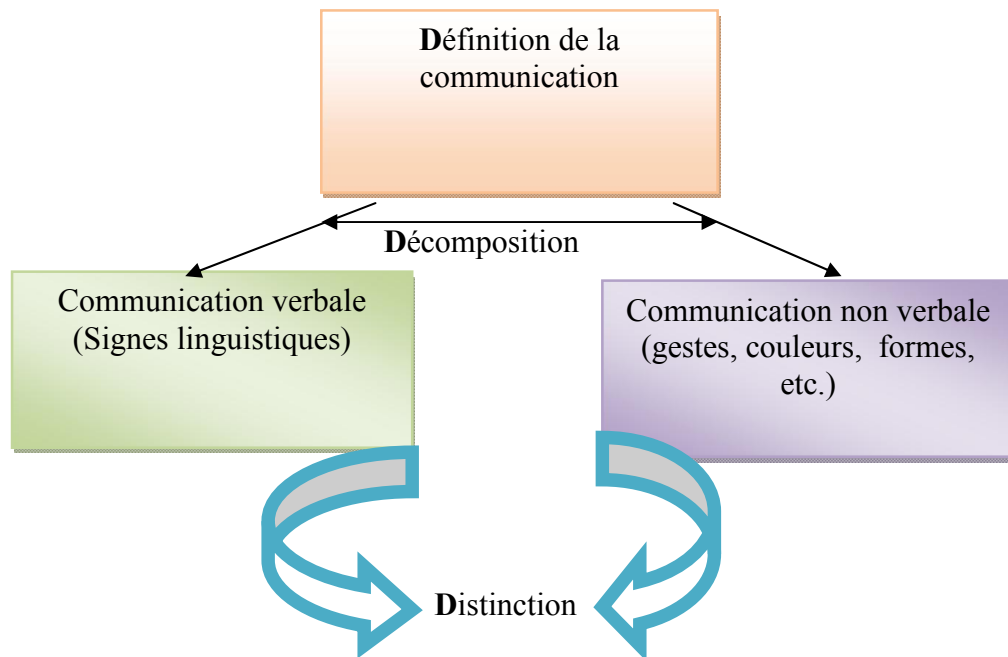 Définition de la
communication
Décomposition
Communication verbale
(Signes linguistiques)
Communication non verbale
(gestes, couleurs, formes,
etc.)
Distinction